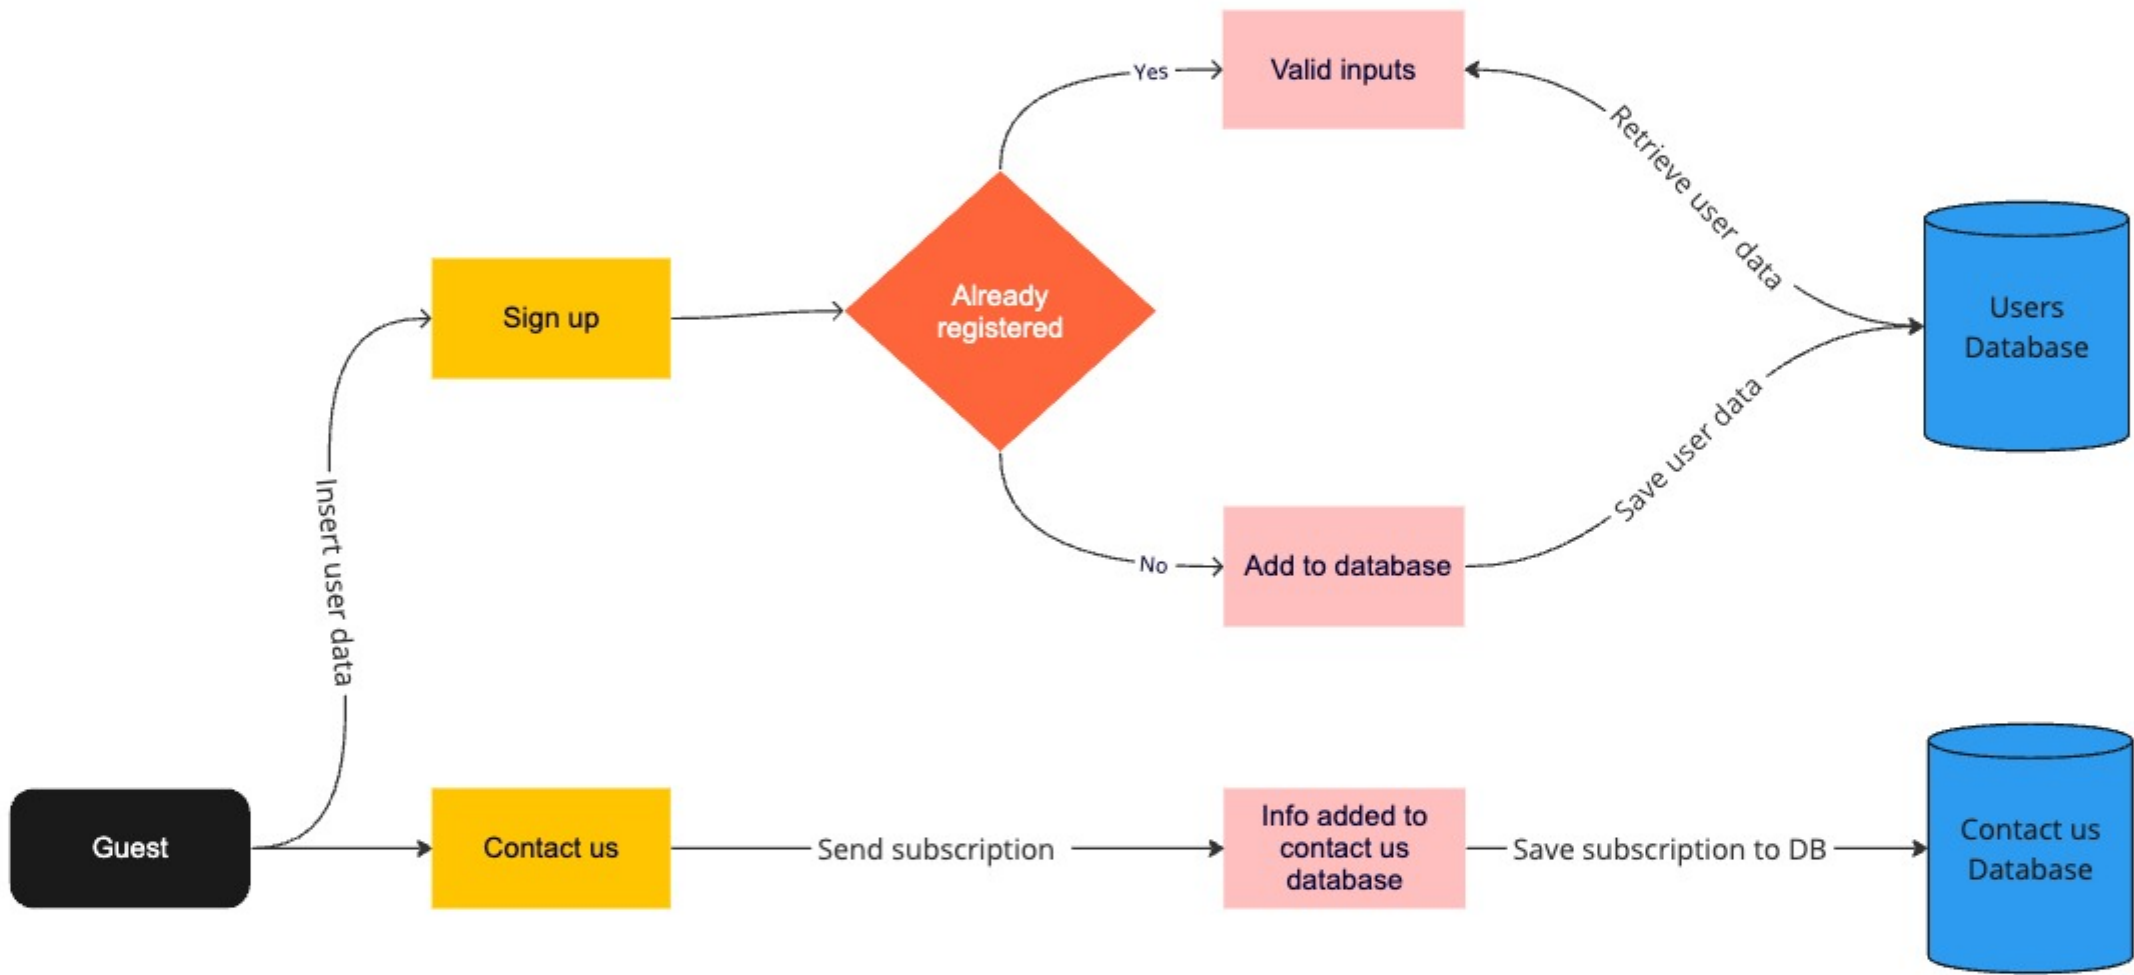 Yes
Valid inputs
Retrieve user data
Already
registered
Sign up
Users
Database
Insert user data
No
Add to database
Save user data
Guest
Contact us
Send subscription
Info added to
contact us
database
Save subscription to DB
Contact us
Database